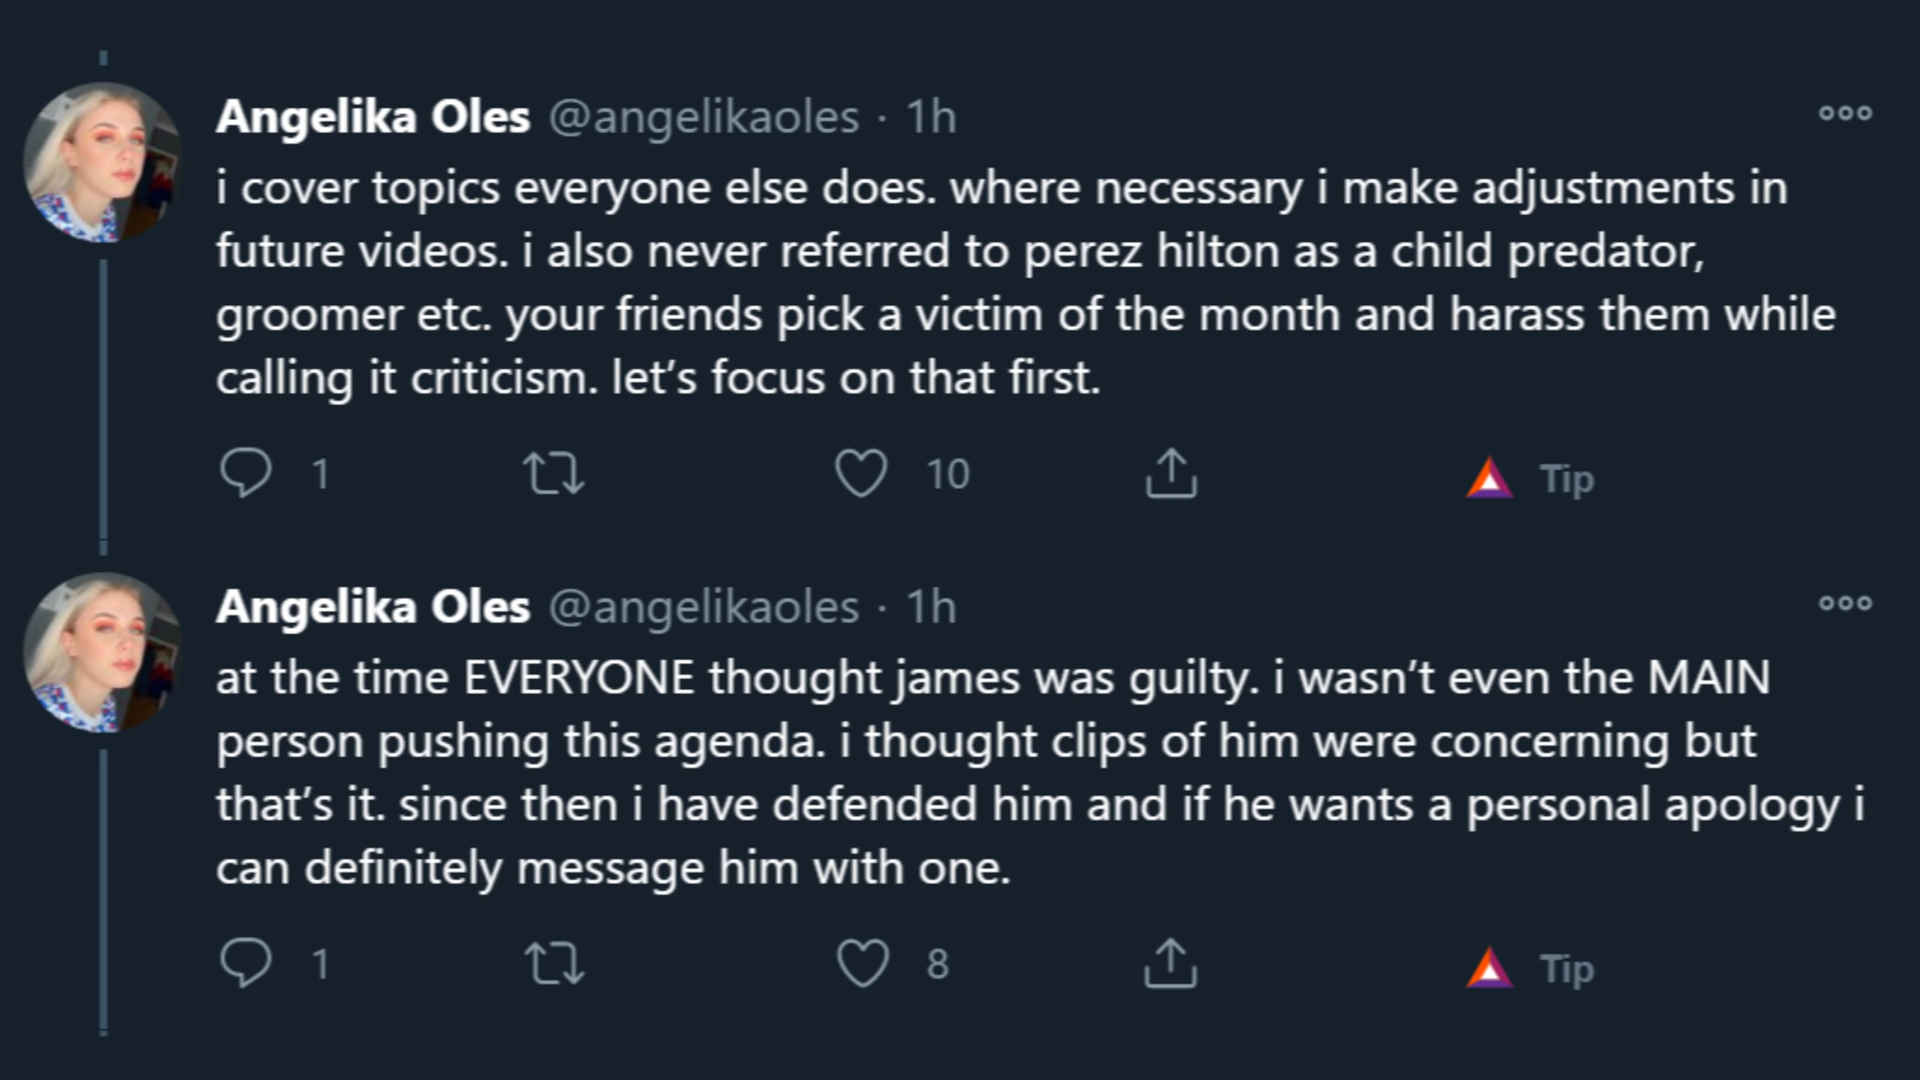 Angelika Oles @angelikaoles · 1h
i cover topics everyone else does. where necessary i make adjustments in
future videos. i also never referred to perez hilton as a child predator,
groomer etc. your friends pick a victim of the month and harass them while
calling it criticism. let’s focus on that first.
1 10 Tip
Angelika Oles @angelikaoles · 1h
at the time EVERYONE thought james was guilty. i wasn’t even the MAIN
person pushing this agenda. i thought clips of him were concerning but
that’s it. since then i have defended him and if he wants a personal apology i
can definitely message him with one.
1 8 Tip